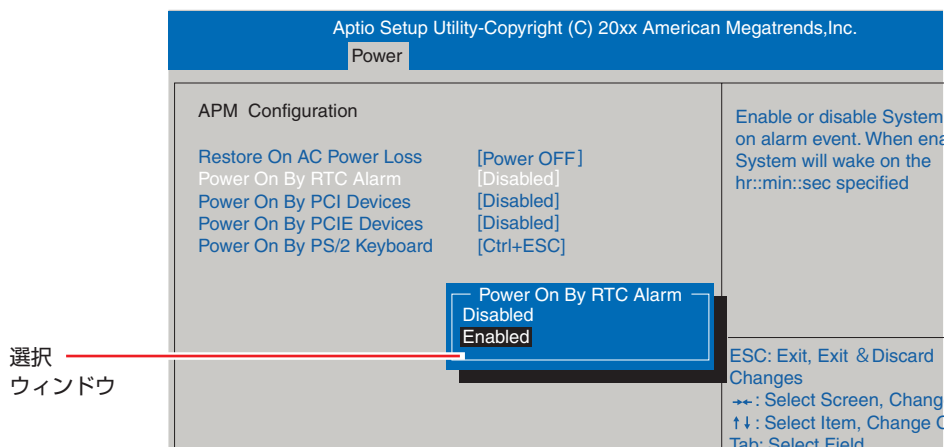 Aptio Setup Utility-Copyright (C) 20xx American Megatrends,Inc.
Power
APM Configuration
Restore On AC Power Loss [Power OFF]
Power On By RTC Alarm [Disabled]
Power On By PCI Devices [Disabled]
Power On By PCIE Devices [Disabled]
Power On By PS/2 Keyboard [Ctrl+ESC]
Enable or disable System
on alarm event. When ena
System will wake on the
hr::min::sec specified
Power On By RTC Alarm
Disabled
Enabled
選択
ウィンドウ
ESC: Exit, Exit & Discard
Changes
→←: Select Screen, Chang
↑↓: Select Item, Change
Tab: Select Field